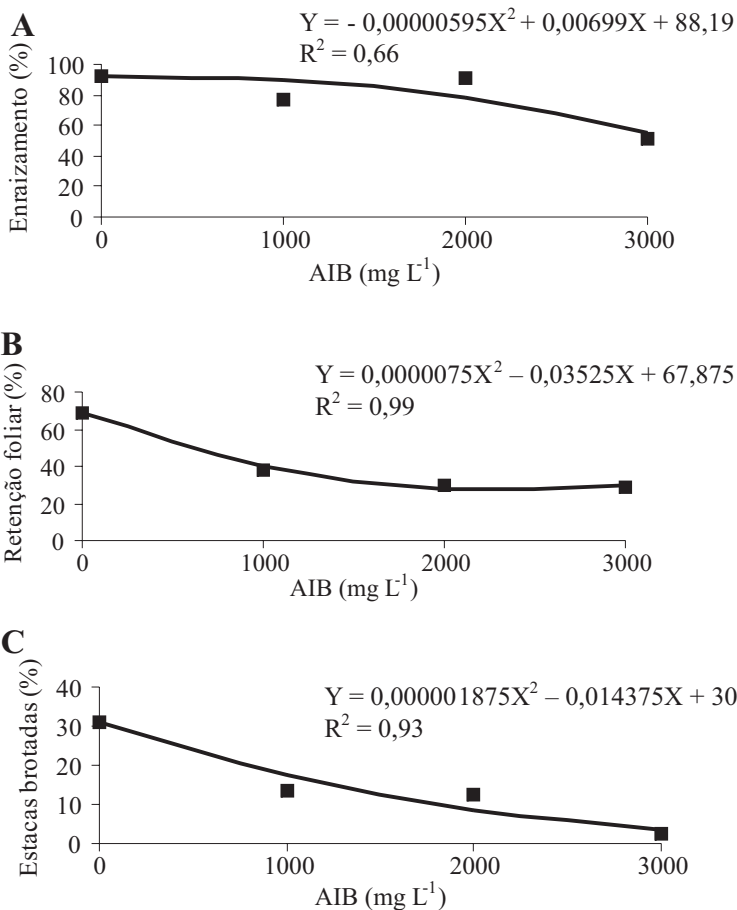 A
Y = - 0,00000595X² + 0,00699X + 88,19
R² = 0,66
Enraizamento (%)
100
80
60
40
20
0
0 1000 2000 3000
AIB (mg L⁻¹)
B
Y = 0,0000075X² – 0,03525X + 67,875
R² = 0,99
Retenção foliar (%)
80
60
40
20
0
0 1000 2000 3000
AIB (mg L⁻¹)
C
Y = 0,000001875X² – 0,014375X + 30
R² = 0,93
Estacas brotadas (%)
40
30
20
10
0
0 1000 2000 3000
AIB (mg L⁻¹)